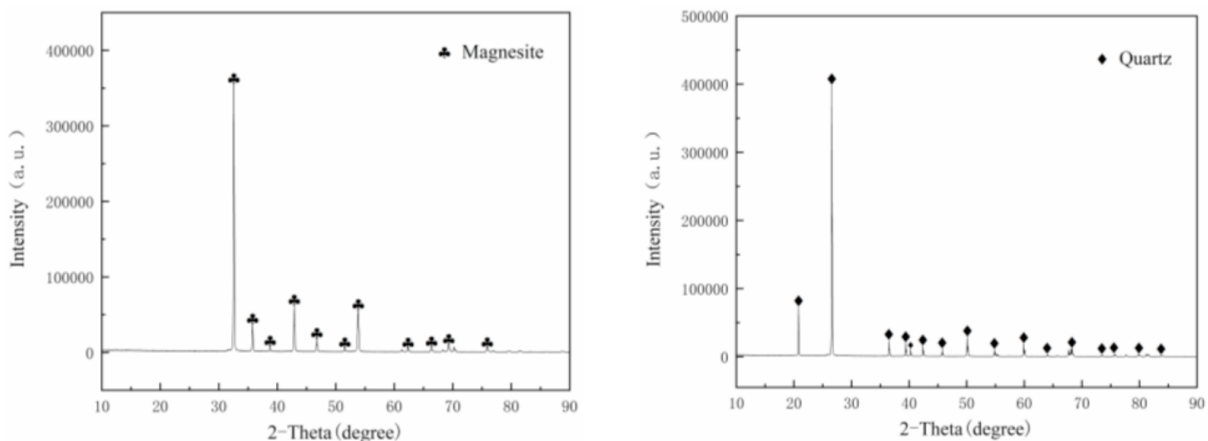 400000
300000
200000
100000
0
Intensity (a. u. )
Magnesite
10 20 30 40 50 60 70 80 90
2-Theta (degree)
500000
400000
300000
200000
100000
0
Intensity (a. u. )
Quartz
10 20 30 40 50 60 70 80 90
2-Theta (degree)